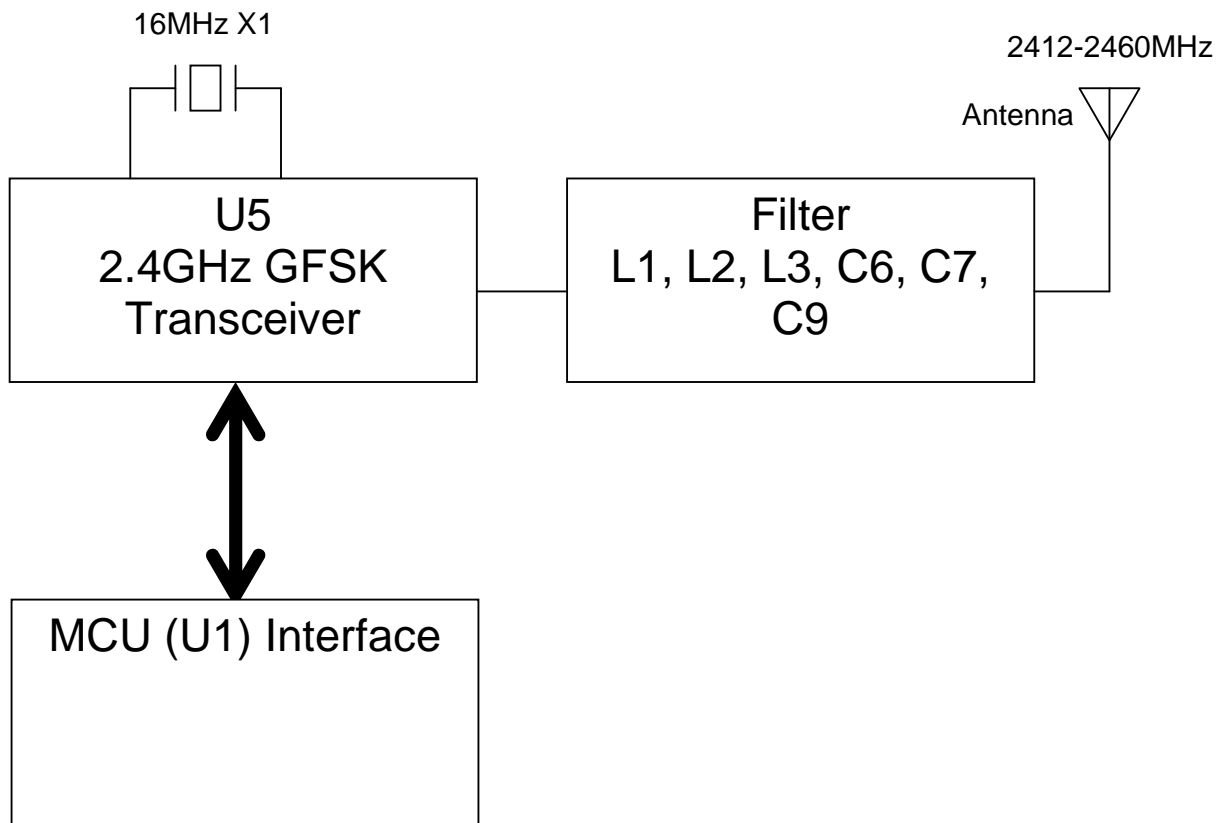 16MHz X1
2412-2460MHz
Antenna
U5
2.4GHz GFSK
Transceiver
Filter
L1, L2, L3, C6, C7,
C9
MCU (U1) Interface